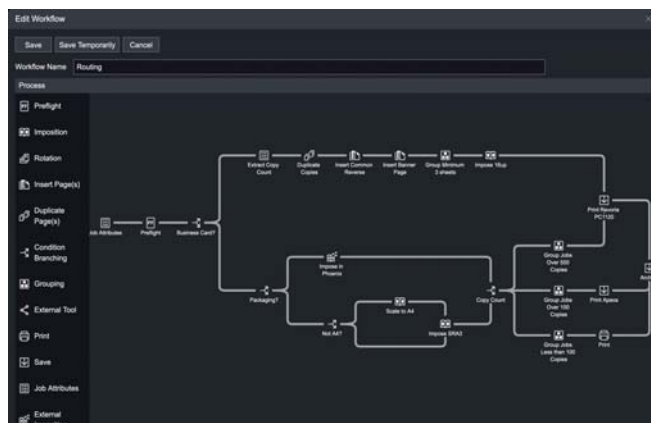 Edit Workflow
Save
Save Temporarily
Cancel
Workflow Name
Routing
Process
Preflight
Imposition
Rotation
Insert Page(s)
Duplicate
Page(s)
Condition
Branching
Grouping
External Tool
Print
Save
Job Attributes
External
Job Attributes
Preflight
Business Card?
Extract Copy
Count
Duplicate
Copies
Insert Common
Reverse
Insert Banner
Page
Group Minimum
3 sheets
Impose 18up
Print Revoria
PC1120
Packaging?
Impose in
Phoenix
Not A4?
Scale to A4
Impose SRA3
Copy Count
Group Jobs
Over 500
Copies
Group Jobs
Over 100
Copies
Print Apeos
Group Jobs
Less than 100
Copies
Print